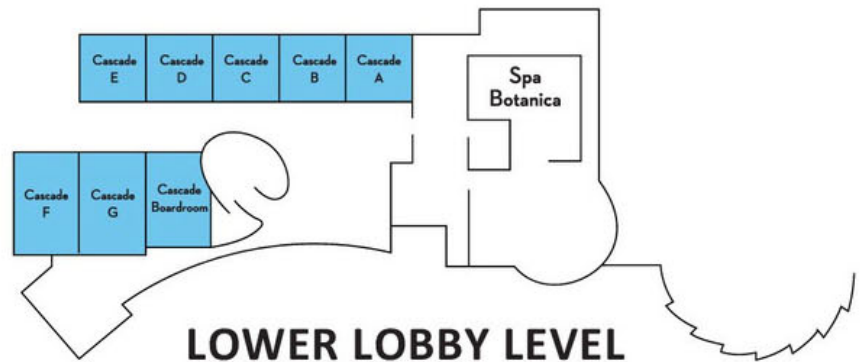 Cascade
E
Cascade
D
Cascade
C
Cascade
B
Cascade
A
Spa
Botanica
Cascade
F
Cascade
G
Cascade
Boardroom
LOWER LOBBY LEVEL